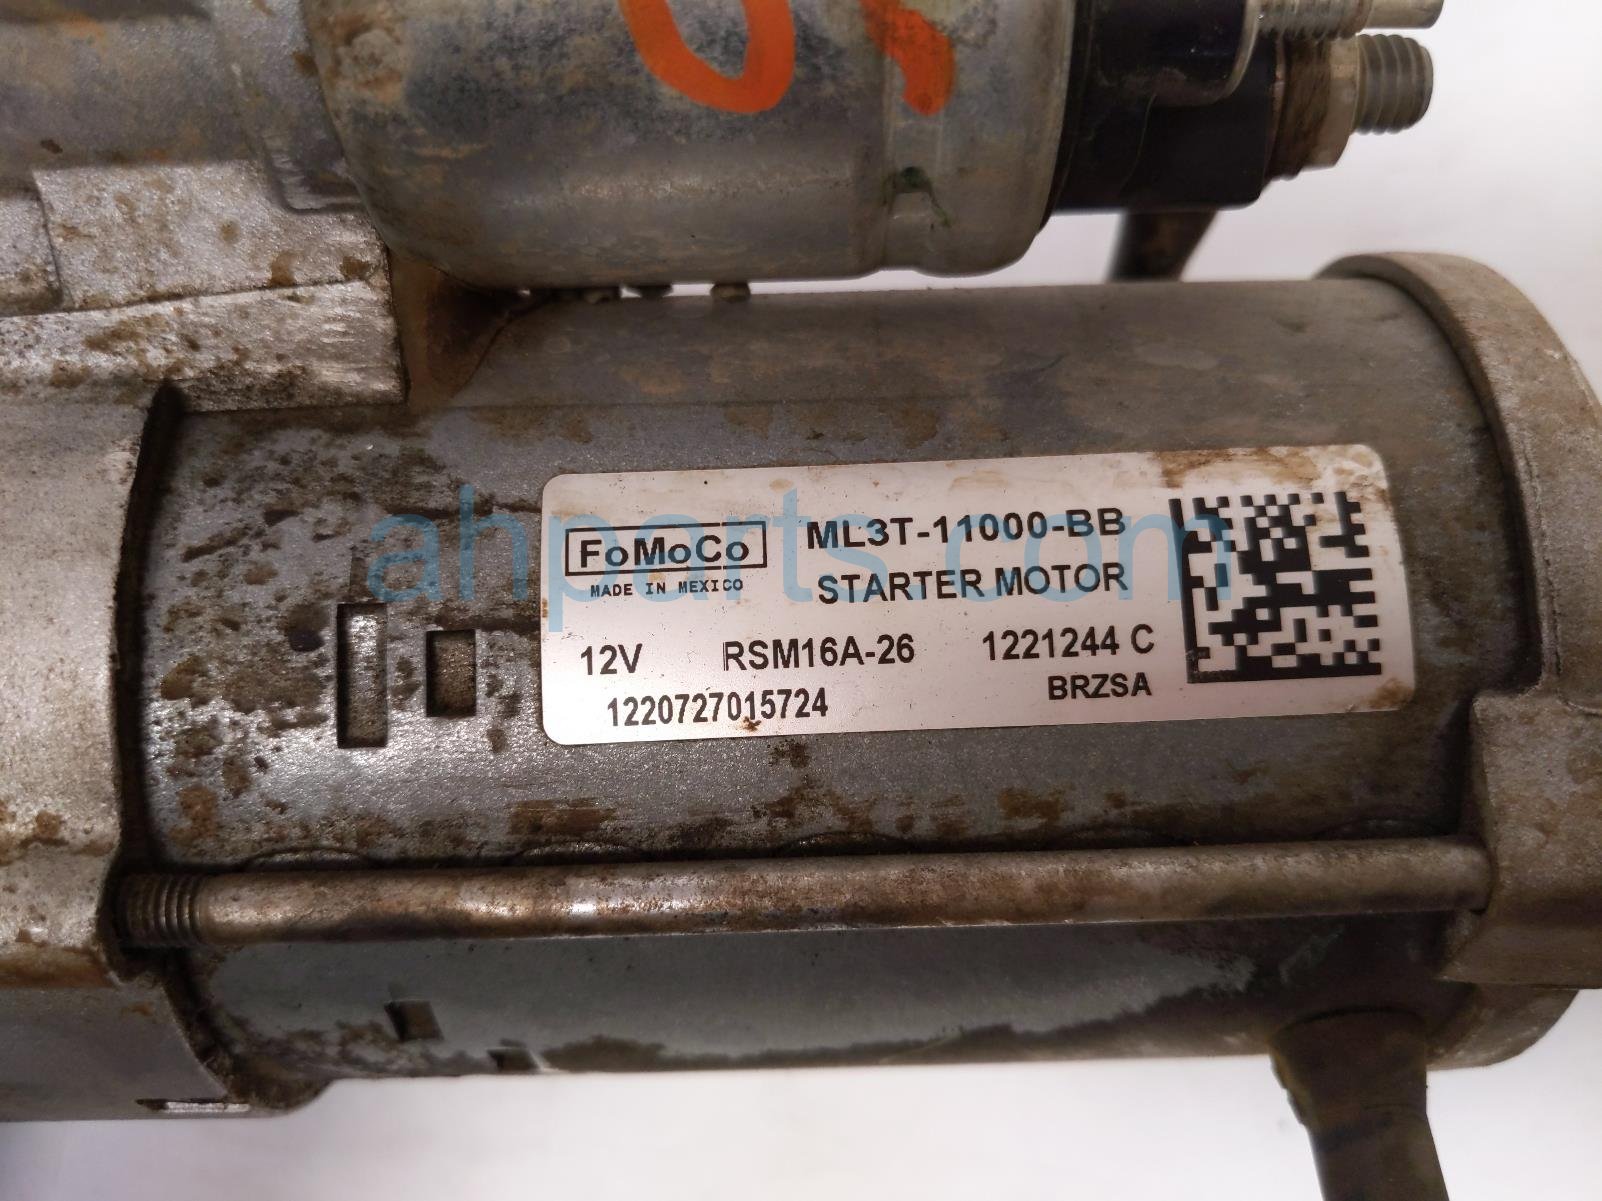 FoMoCo ML3T-11000-BB
MADE IN MEXICO STARTER MOTOR
12V RSM16A-26 1221244 C
1220727015724 BRZSA
ahparts.com